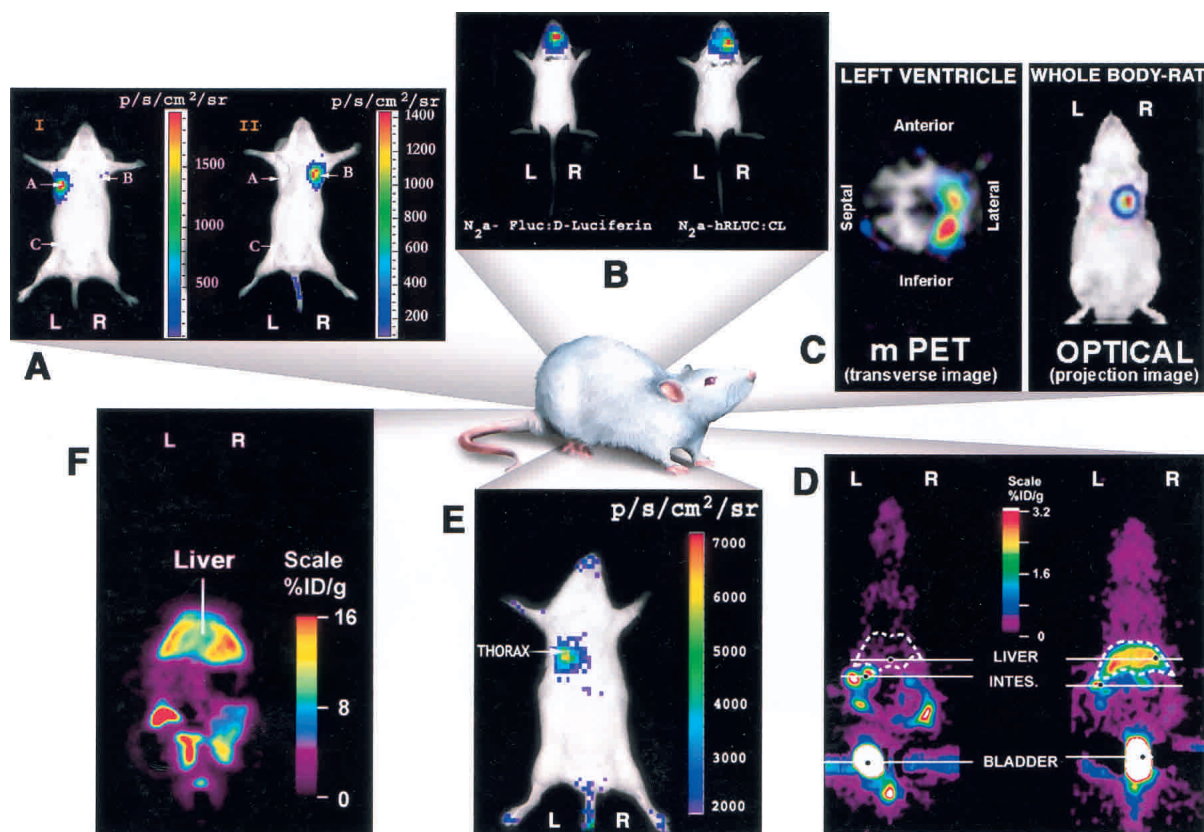 p/s/cm²/sr
p/s/cm²/sr
I
II
A
B
C
A
B
C
1500
1000
500
1400
1200
1000
800
600
400
200
L R
L R
A
L R
L R
N₂a- Fluc:D-Luciferin
N₂a-hRLUC:CL
B
LEFT VENTRICLE
Anterior
Septal
Lateral
Inferior
m PET
(transverse image)
WHOLE BODY-RAT
L R
OPTICAL
(projection image)
C
F
L R
Liver
Scale
%ID/g
16
8
0
E
p/s/cm²/sr
THORAX
7000
6000
5000
4000
3000
2000
L R
D
L R
Scale
%ID/g
3.2
1.6
0
L R
LIVER
INTES.
BLADDER